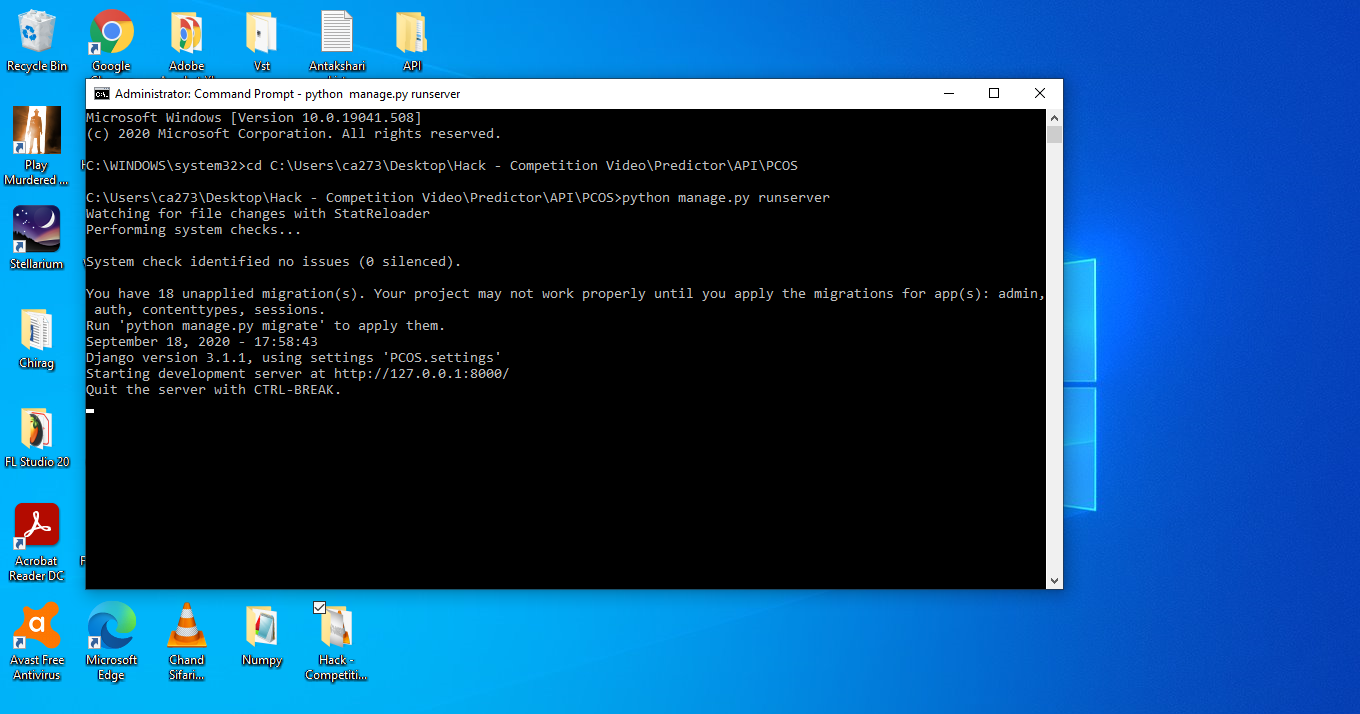 Recycle Bin
Google
Adobe
Vst
Antakshari
API
Administrator: Command Prompt - python  manage.py runserver
Microsoft Windows [Version 10.0.19041.508]
(c) 2020 Microsoft Corporation. All rights reserved.
C:\WINDOWS\system32>cd C:\Users\ca273\Desktop\Hack - Competition Video\Predictor\API\PCOS
C:\Users\ca273\Desktop\Hack - Competition Video\Predictor\API\PCOS>python manage.py runserver
Watching for file changes with StatReloader
Performing system checks...
System check identified no issues (0 silenced).
You have 18 unapplied migration(s). Your project may not work properly until you apply the migrations for app(s): admin,
auth, contenttypes, sessions.
Run 'python manage.py migrate' to apply them.
September 18, 2020 - 17:58:43
Django version 3.1.1, using settings 'PCOS.settings'
Starting development server at http://127.0.0.1:8000/
Quit the server with CTRL-BREAK.
Play
Murdered ...
Stellarium
Chirag
FL Studio 20
Acrobat
Reader DC
Avast Free
Antivirus
Microsoft
Edge
Chand
Sifari...
Numpy
Hack -
Competiti...